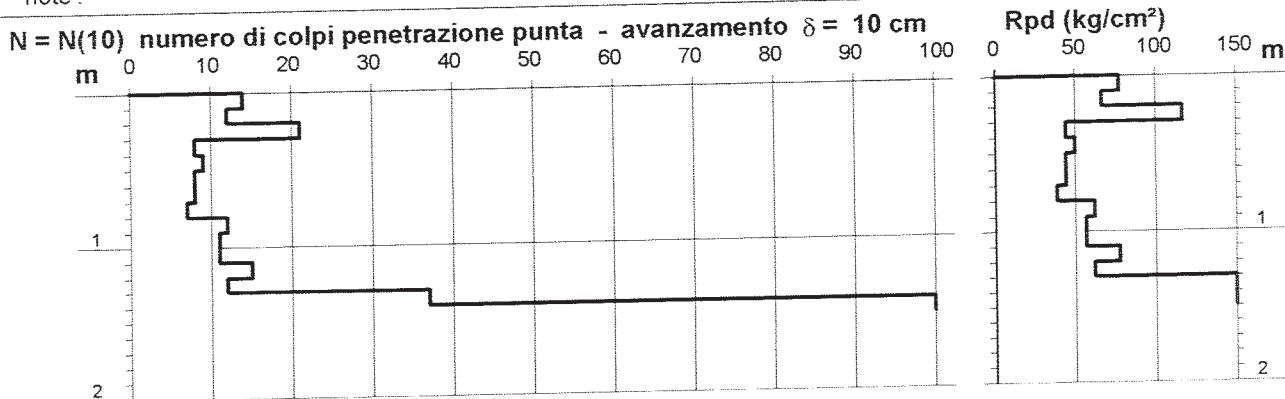 note :
N = N(10) numero di colpi penetrazione punta - avanzamento δ = 10 cm
Rpd (kg/cm²)
m 0 10 20 30 40 50 60 70 80 90 100
0 50 100 150 m
1
1
2
2